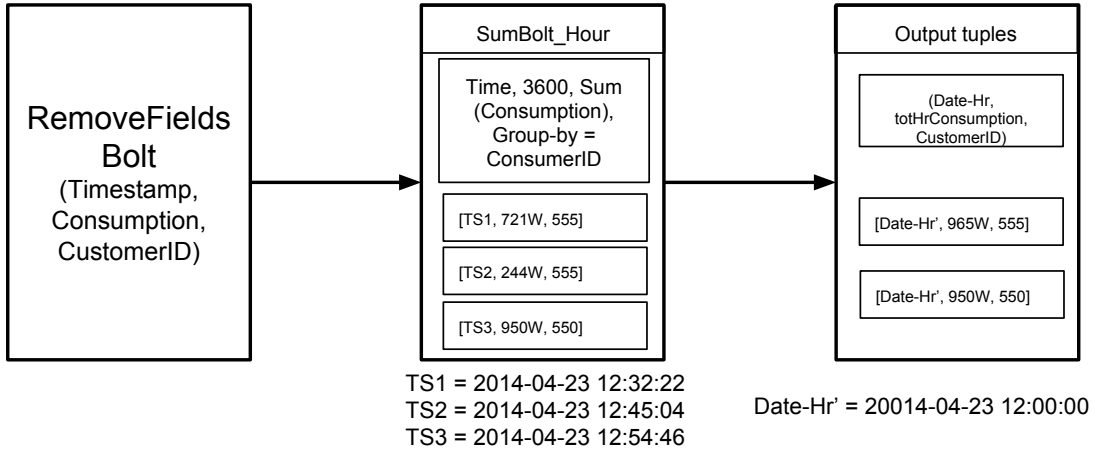 RemoveFields
Bolt
(Timestamp,
Consumption,
CustomerID)
SumBolt_Hour
Time, 3600, Sum
(Consumption),
Group-by =
ConsumerID
[TS1, 721W, 555]
[TS2, 244W, 555]
[TS3, 950W, 550]
TS1 = 2014-04-23 12:32:22
TS2 = 2014-04-23 12:45:04
TS3 = 2014-04-23 12:54:46
Output tuples
(Date-Hr,
totHrConsumption,
CustomerID)
[Date-Hr’, 965W, 555]
[Date-Hr’, 950W, 550]
Date-Hr’ = 20014-04-23 12:00:00